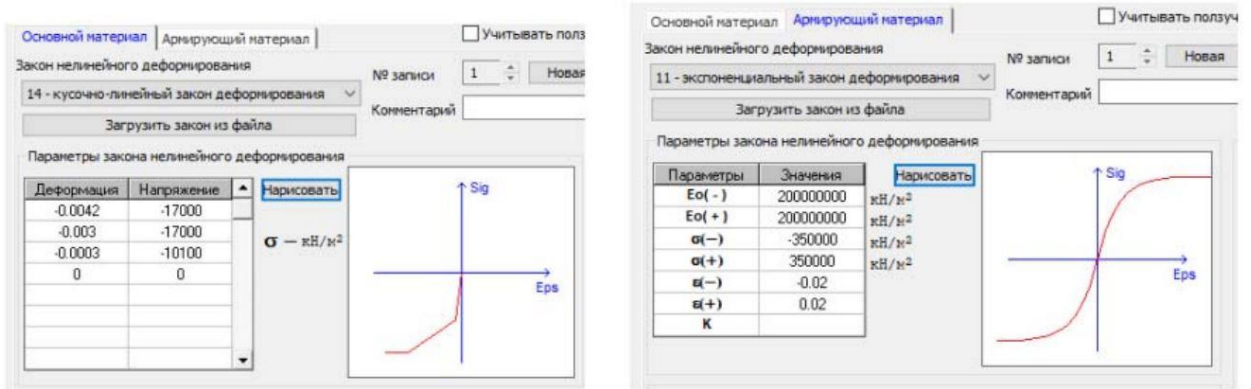 Основной материал
Армирующий материал
Учитывать полз
Закон нелинейного деформирования
№ записи
1
Новая
14 - кусочно-линейный закон деформирования
Комментарий
Загрузить закон из файла
Параметры закона нелинейного деформирования
Деформация Напряжение
Нарисовать
-0.0042 -17000
-0.003 -17000
-0.0003 -10100
0 0
σ – кН/м²
Sig
Eps
Основной материал
Армирующий материал
Учитывать ползуч
Закон нелинейного деформирования
№ записи
1
Новая
11 - экспоненциальный закон деформирования
Комментарий
Загрузить закон из файла
Параметры закона нелинейного деформирования
Параметры Значения
Нарисовать
Eo( - ) 200000000 кН/м²
Eo( + ) 200000000 кН/м²
σ(−) -350000 кН/м²
σ(+) 350000 кН/м²
ε(−) -0.02
ε(+) 0.02
K
Sig
Eps